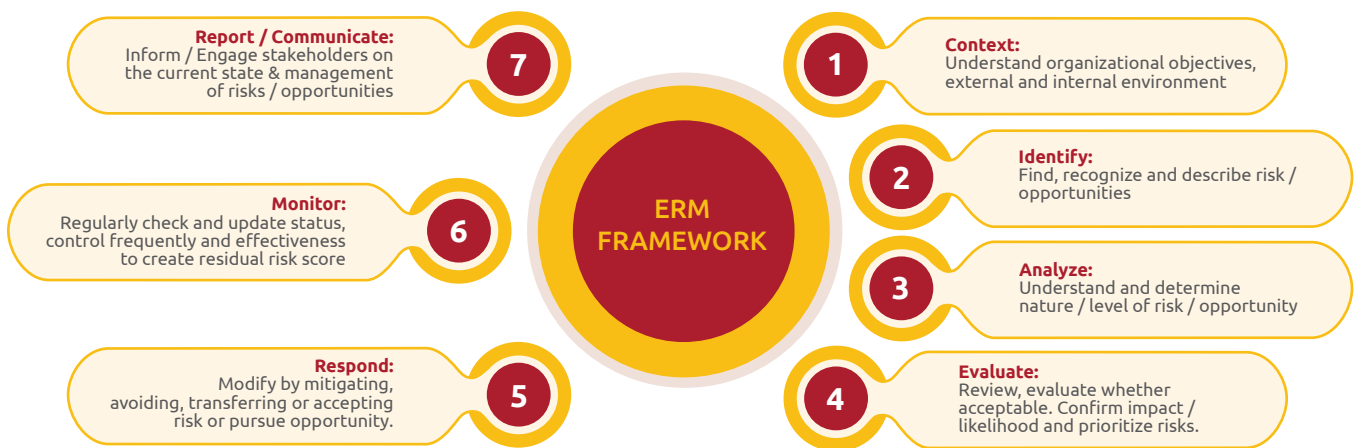 ERM
FRAMEWORK
1
Context:
Understand organizational objectives,
external and internal environment
2
Identify:
Find, recognize and describe risk /
opportunities
3
Analyze:
Understand and determine
nature / level of risk / opportunity
4
Evaluate:
Review, evaluate whether
acceptable. Confirm impact /
likelihood and prioritize risks.
5
Respond:
Modify by mitigating,
avoiding, transferring or accepting
risk or pursue opportunity.
6
Monitor:
Regularly check and update status,
control frequently and effectiveness
to create residual risk score
7
Report / Communicate:
Inform / Engage stakeholders on
the current state & management
of risks / opportunities